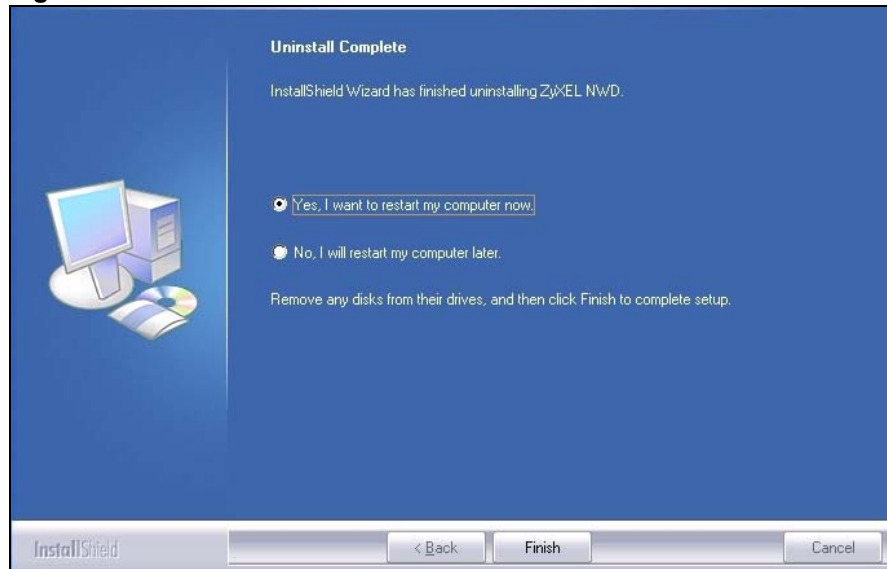 Uninstall Complete
InstallShield Wizard has finished uninstalling ZyXEL NWD.
Yes, I want to restart my computer now.
No, I will restart my computer later.
Remove any disks from their drives, and then click Finish to complete setup.
InstallShield
< Back
Finish
Cancel